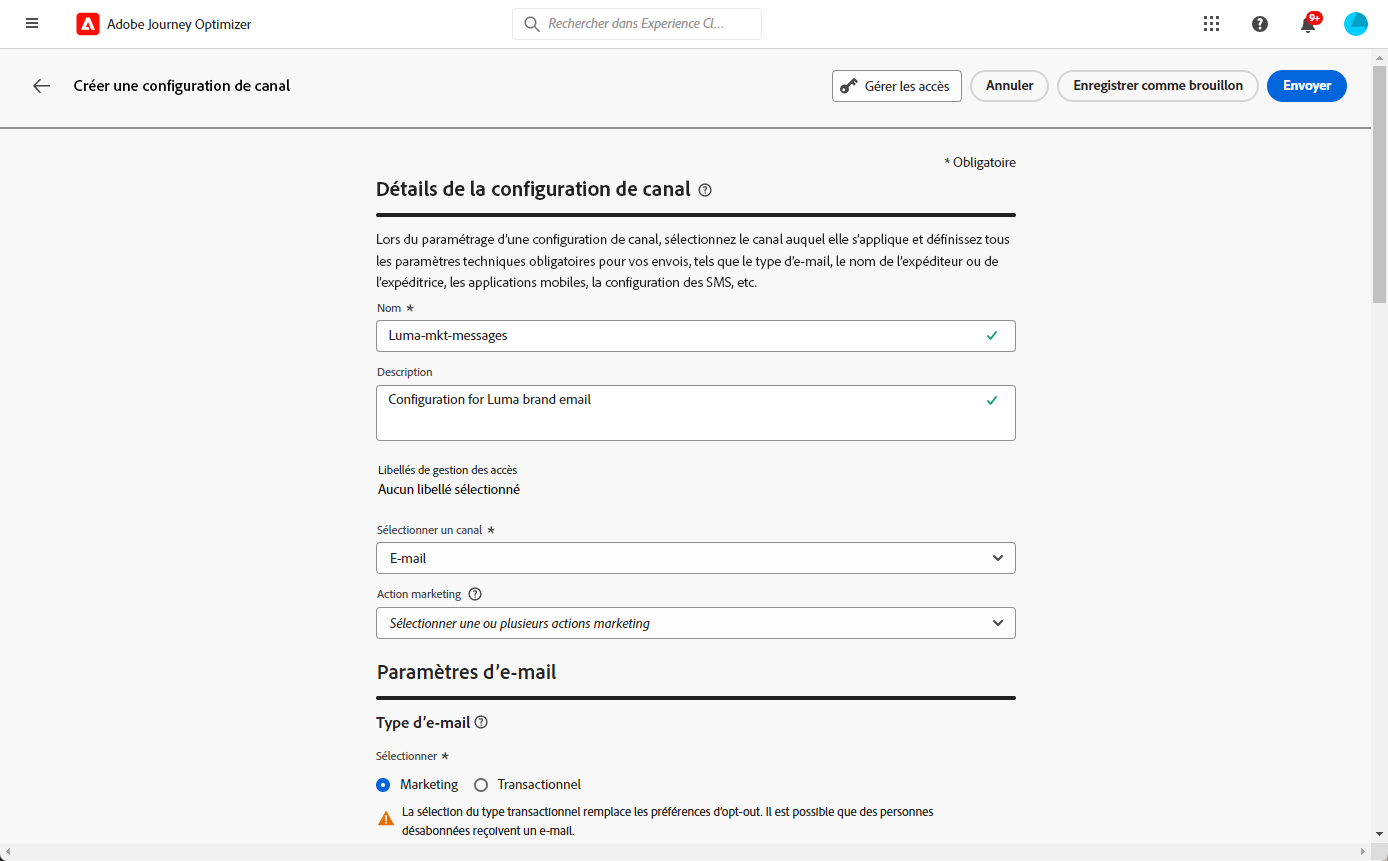 Adobe Journey Optimizer
Rechercher dans Experience Cl...
9+
Créer une configuration de canal
Gérer les accès
Annuler
Enregistrer comme brouillon
Envoyer
* Obligatoire
Détails de la configuration de canal
Lors du paramétrage d’une configuration de canal, sélectionnez le canal auquel elle s’applique et définissez tous
les paramètres techniques obligatoires pour vos envois, tels que le type d’e-mail, le nom de l’expéditeur ou de
l’expéditrice, les applications mobiles, la configuration des SMS, etc.
Nom *
Luma-mkt-messages
Description
Configuration for Luma brand email
Libellés de gestion des accès
Aucun libellé sélectionné
Sélectionner un canal *
E-mail
Action marketing
Sélectionner une ou plusieurs actions marketing
Paramètres d’e-mail
Type d’e-mail
Sélectionner *
Marketing
Transactionnel
La sélection du type transactionnel remplace les préférences d’opt-out. Il est possible que des personnes
désabonnées reçoivent un e-mail.